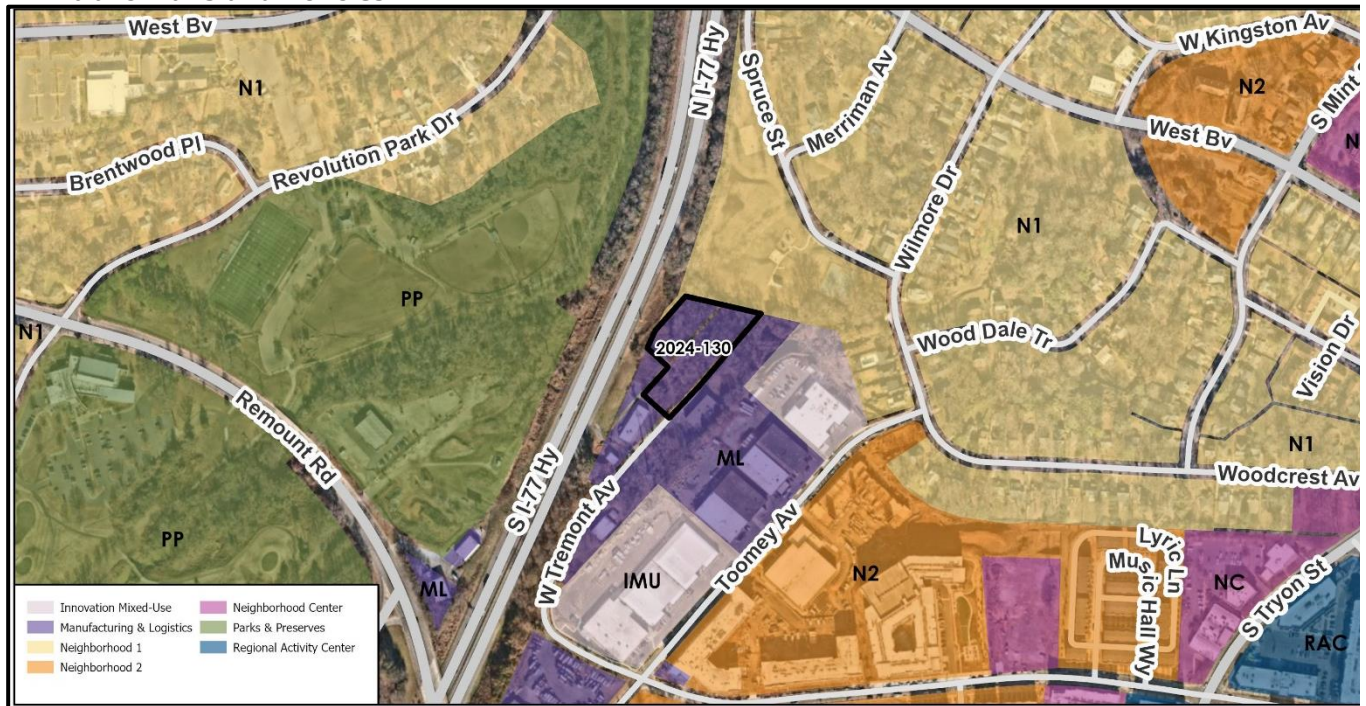 West Bv
N1
Brentwood Pl
Revolution Park Dr
N I-77 Hy
Spruce St
Merriman Av
W Kingston Av
N2
S Mint
West Bv
N
Wilmore Dr
N1
PP
N1
2024-130
Wood Dale Tr
Vision Dr
Remount Rd
S I-77 Hy
ML
N1
Woodcrest Av
PP
W Tremont Av
Toomey Av
ML
IMU
N2
Lyric Ln
Music Hall Wy
NC
S Tryon St
RAC
Innovation Mixed-Use
Manufacturing & Logistics
Neighborhood 1
Neighborhood 2
Neighborhood Center
Parks & Preserves
Regional Activity Center